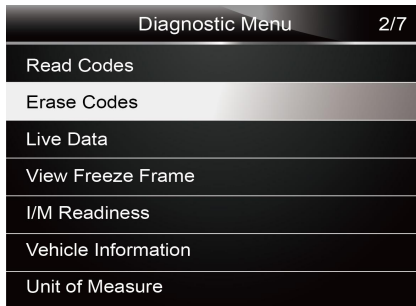 Diagnostic Menu 2/7
Read Codes
Erase Codes
Live Data
View Freeze Frame
I/M Readiness
Vehicle Information
Unit of Measure